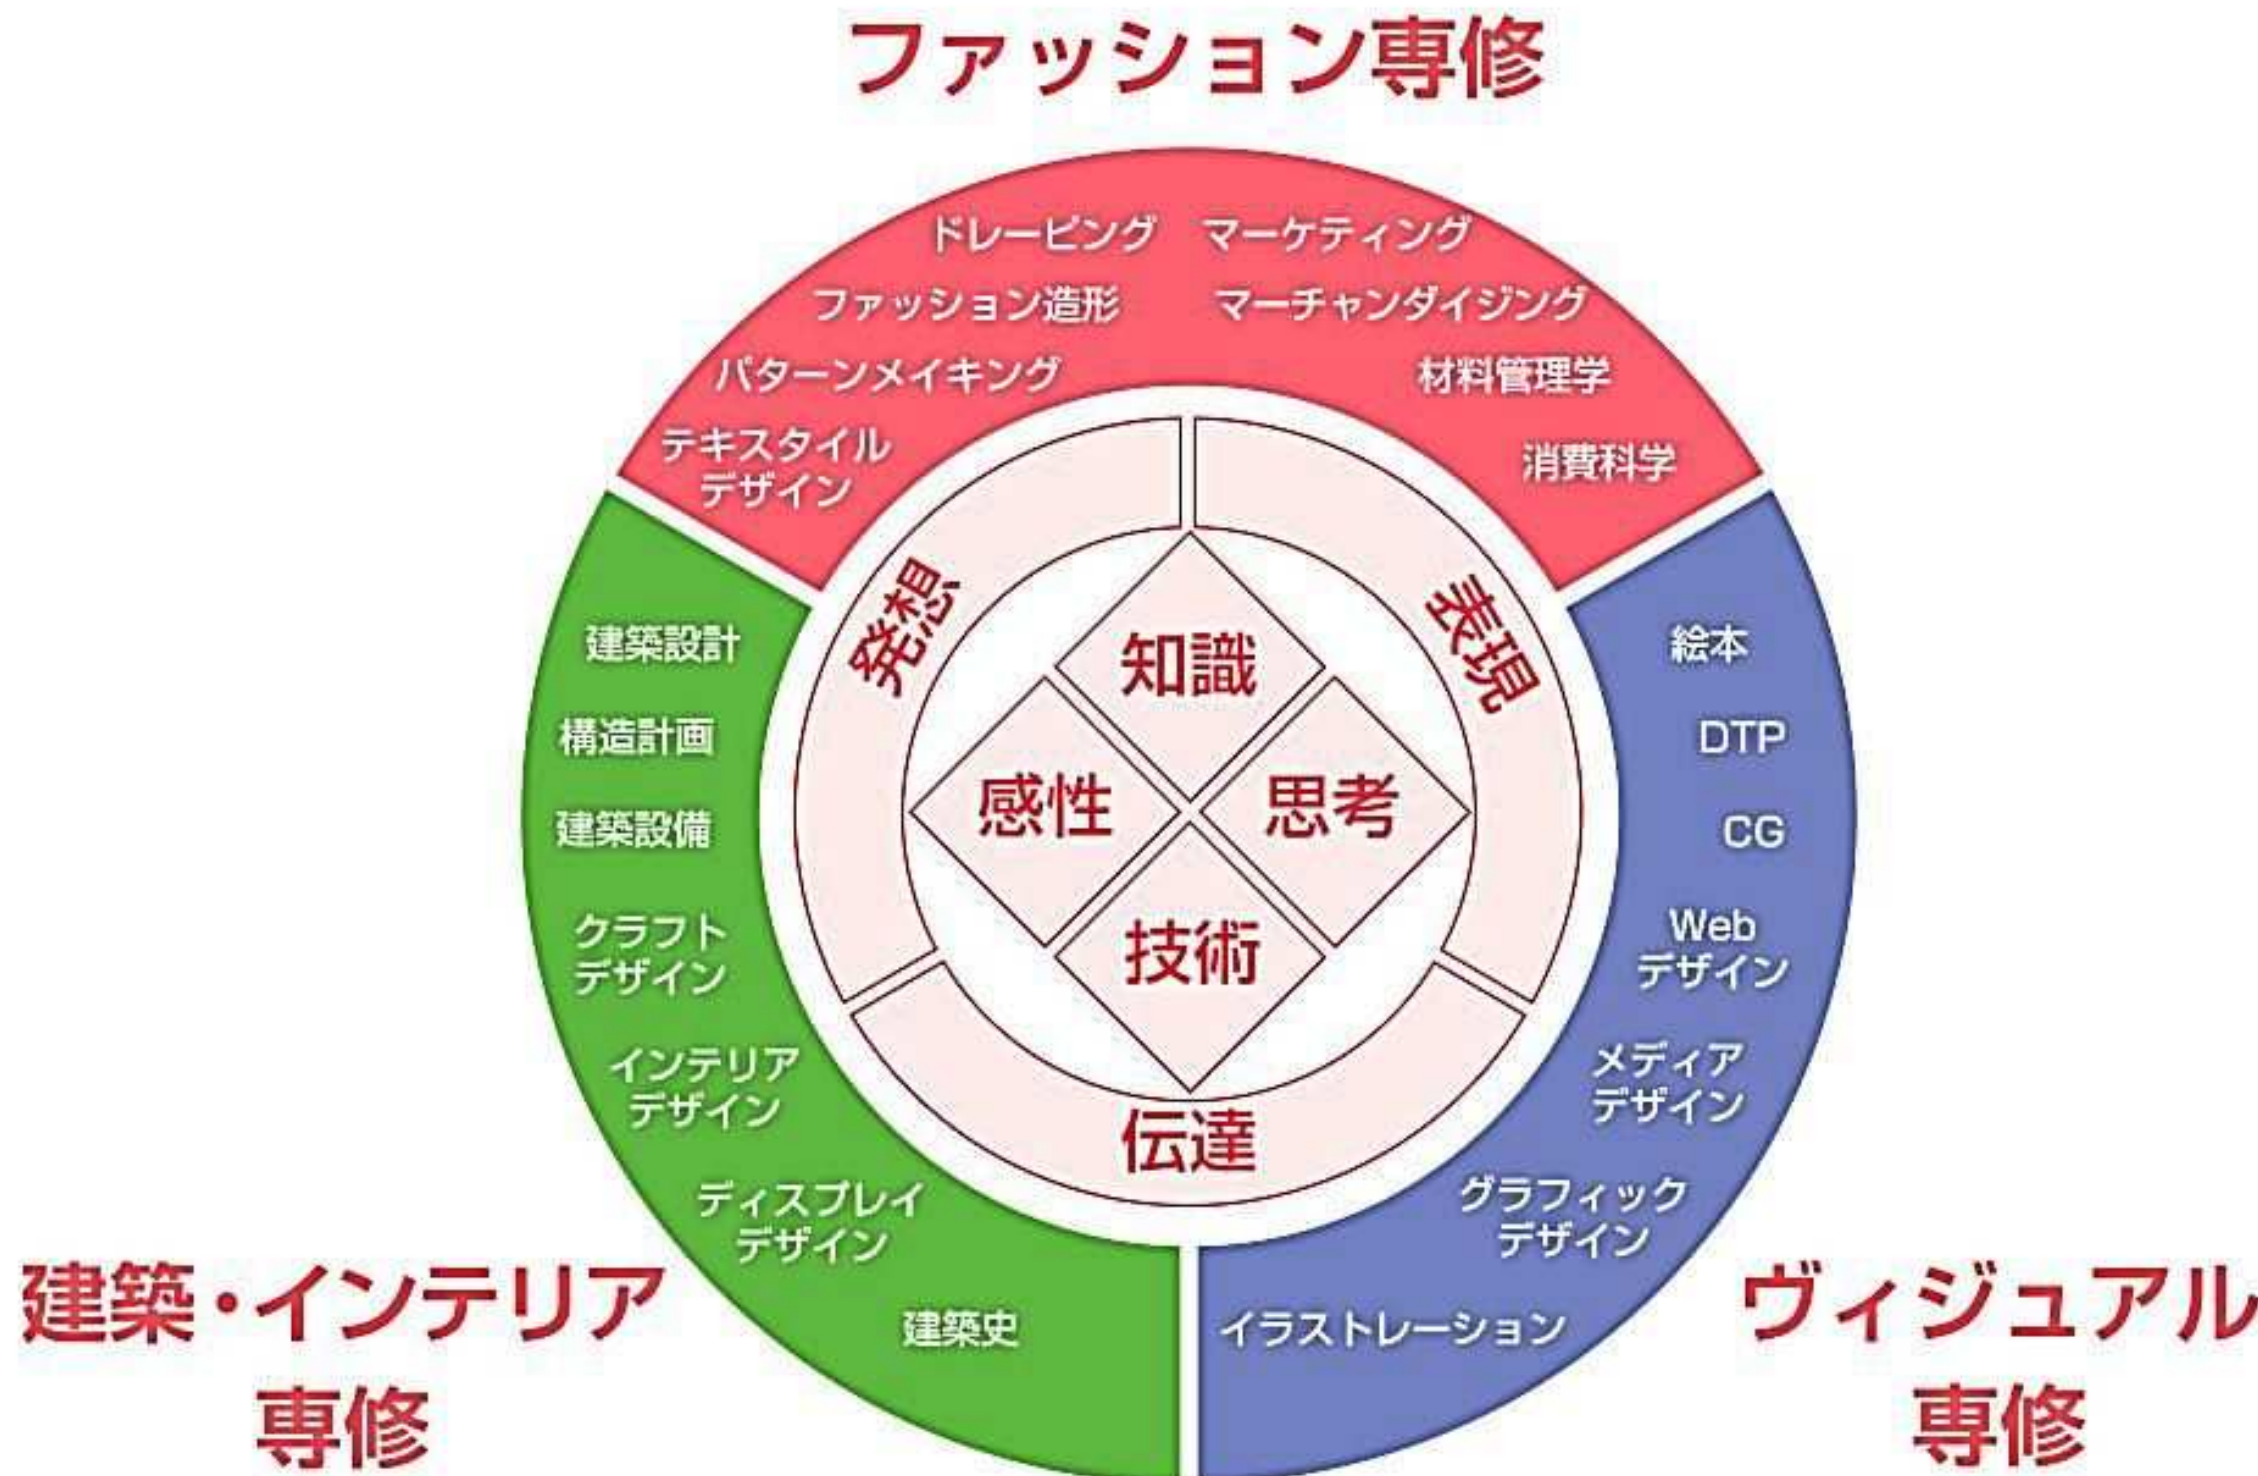 ファッション専修
ドレーピング
マーケティング
ファッション造形
マーチャンダイジング
パターンメイキング
材料管理学
テキスタイル
デザイン
消費科学
発想
表現
知識
感性
思考
技術
伝達
建築設計
構造計画
建築設備
クラフト
デザイン
インテリア
デザイン
ディスプレイ
デザイン
建築史
絵本
DTP
CG
Web
デザイン
メディア
デザイン
グラフィック
デザイン
イラストレーション
建築・インテリア
専修
ヴィジュアル
専修